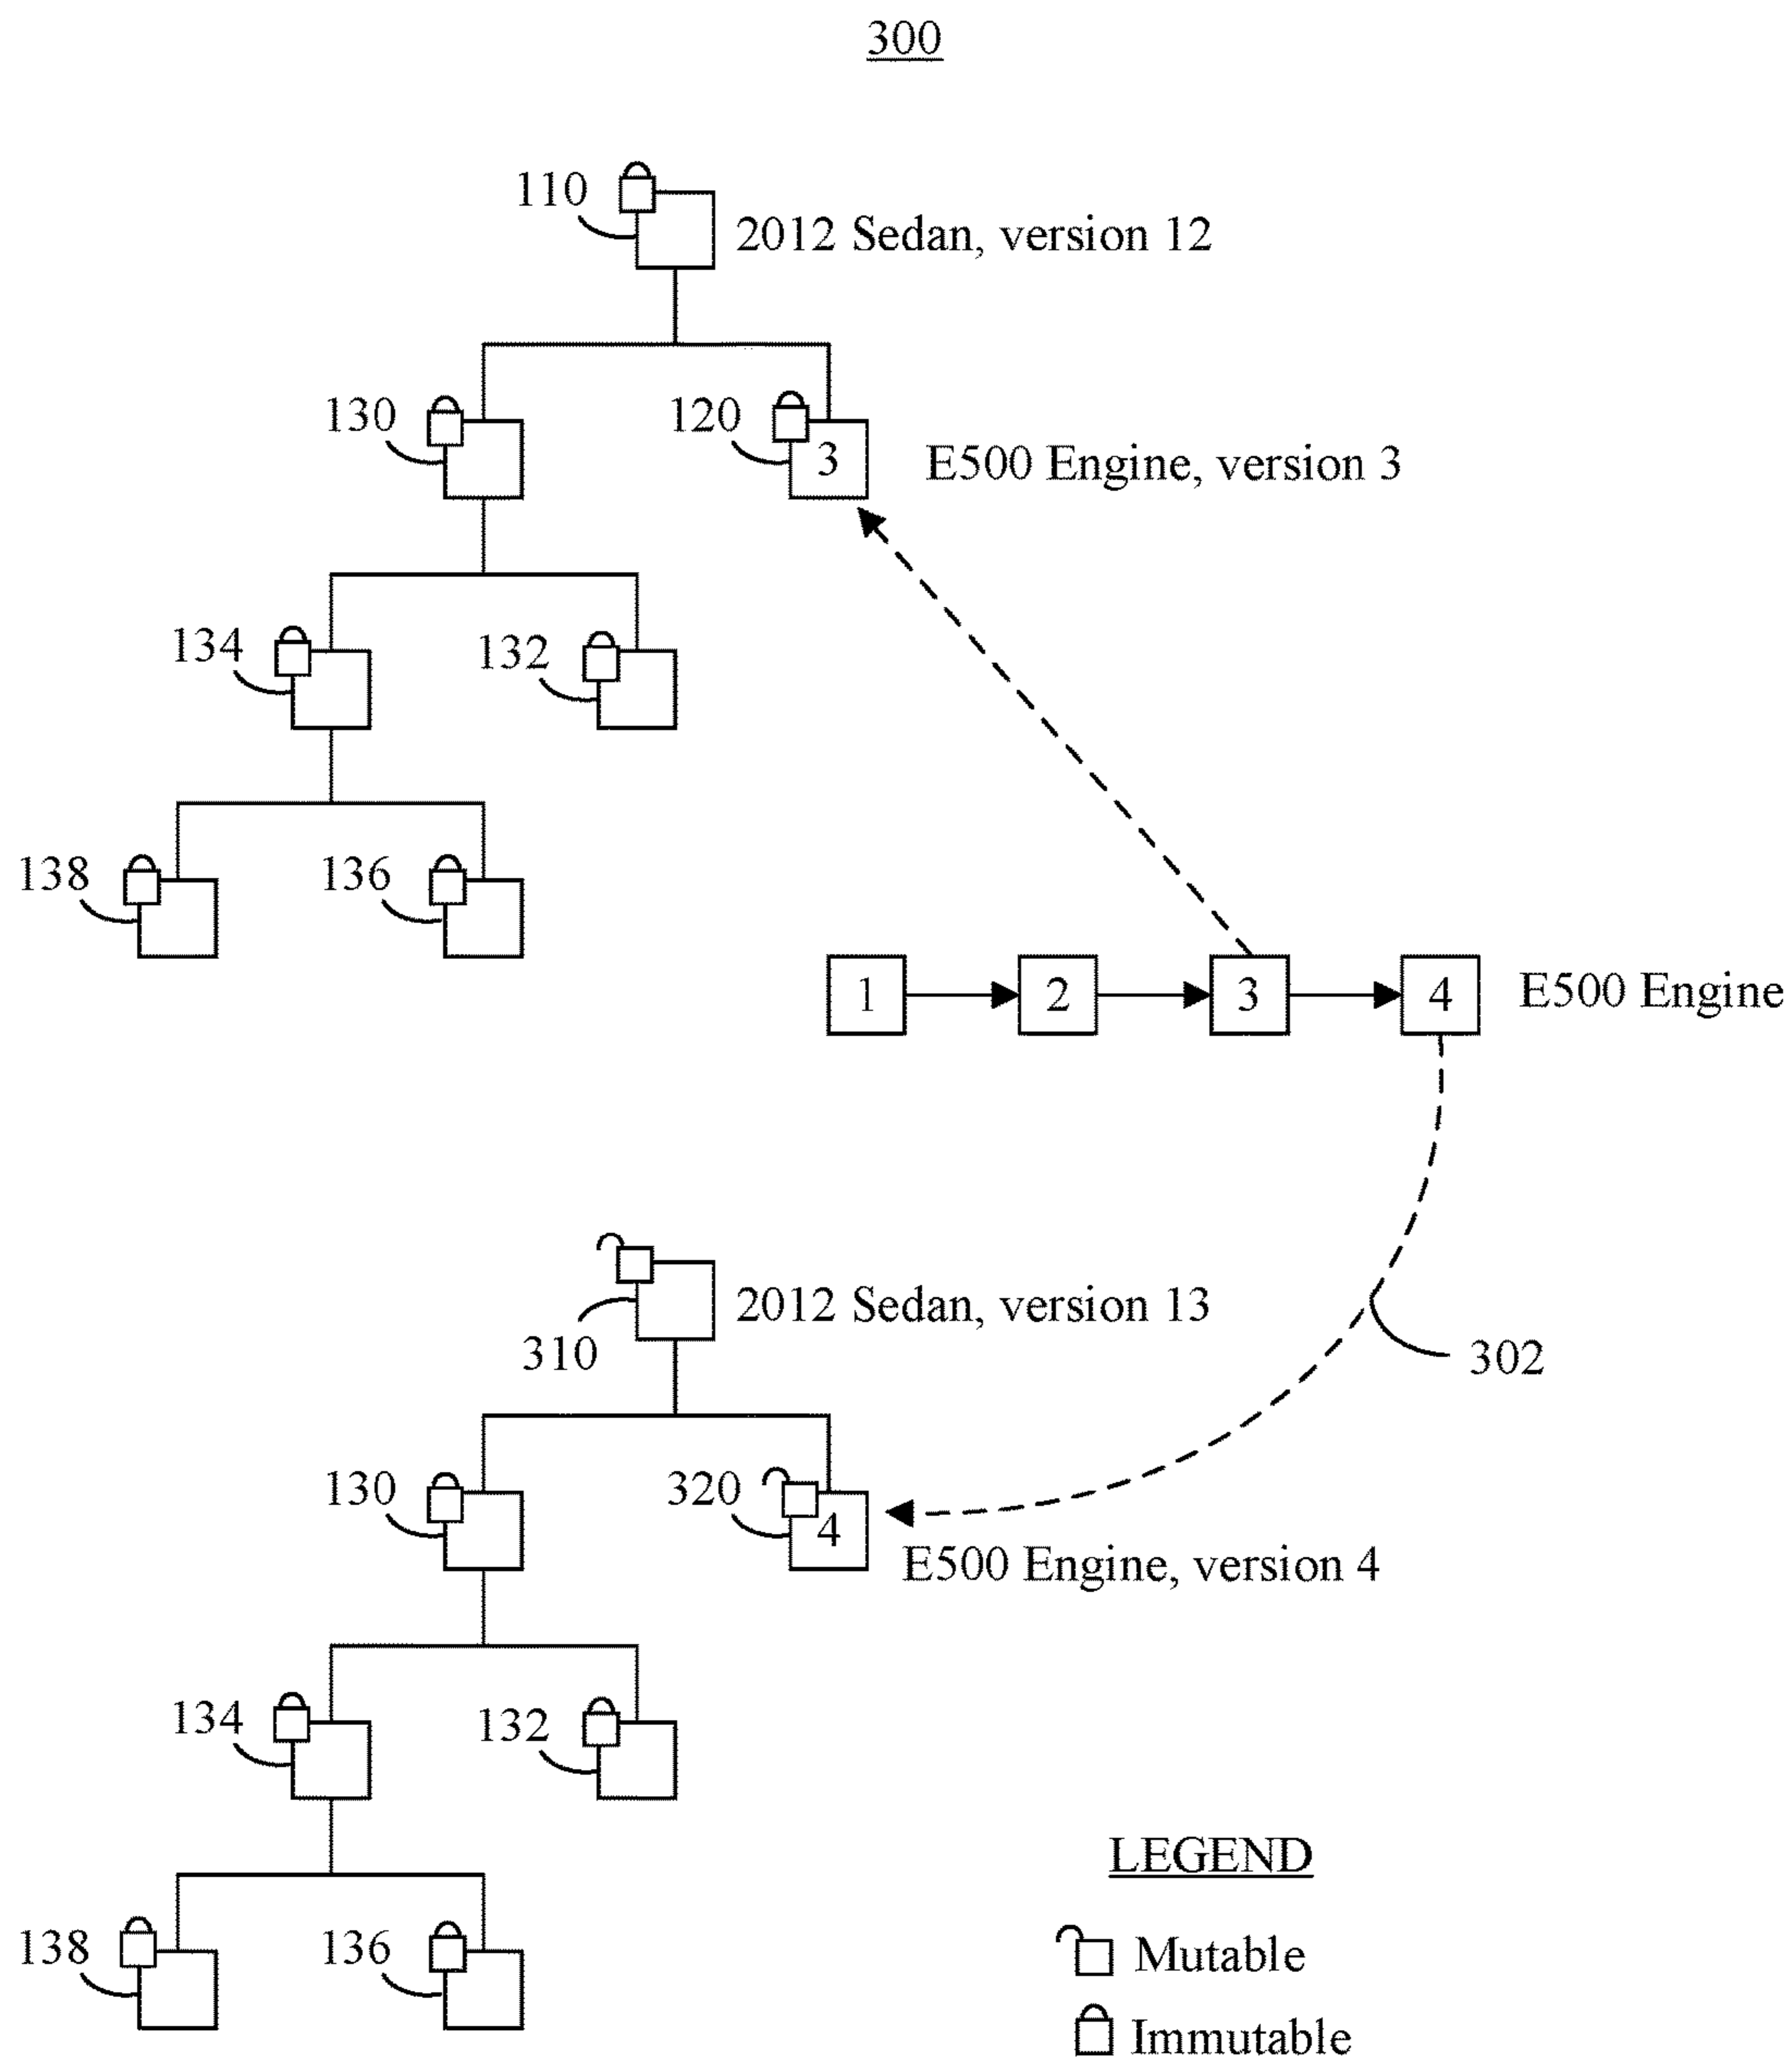 300
110
2012 Sedan, version 12
130
120
3
E500 Engine, version 3
134
132
138
136
1
2
3
4
E500 Engine
310
2012 Sedan, version 13
302
130
320
4
E500 Engine, version 4
134
132
138
136
LEGEND
Mutable
Immutable